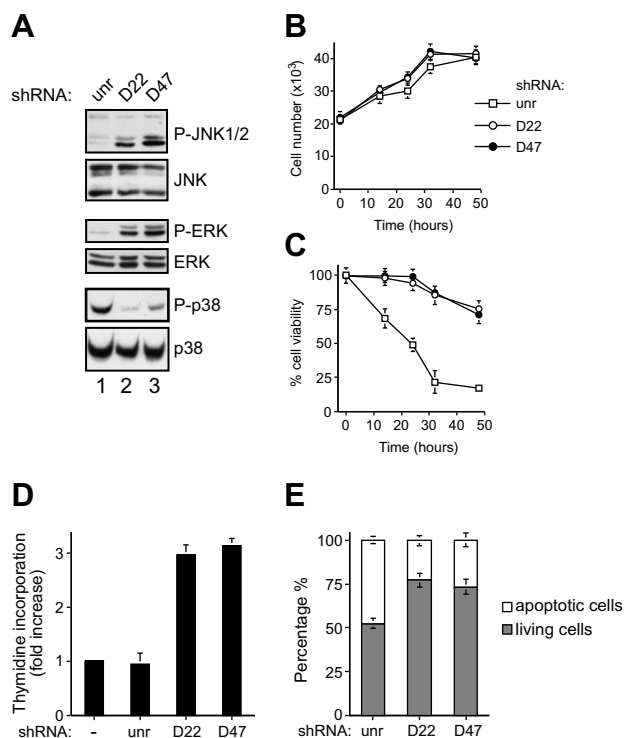 A
shRNA: unr D22 D47
P-JNK1/2
JNK
P-ERK
ERK
P-p38
p38
1 2 3
B
Cell number (x10³)
40
30
20
10
0
0 10 20 30 40 50
Time (hours)
shRNA:
unr
D22
D47
C
% cell viability
100
75
50
25
0
0 10 20 30 40 50
Time (hours)
D
Thymidine incorporation
(fold increase)
3
2
1
0
shRNA: - unr D22 D47
E
Percentage %
100
75
50
25
0
shRNA: unr D22 D47
apoptotic cells
living cells